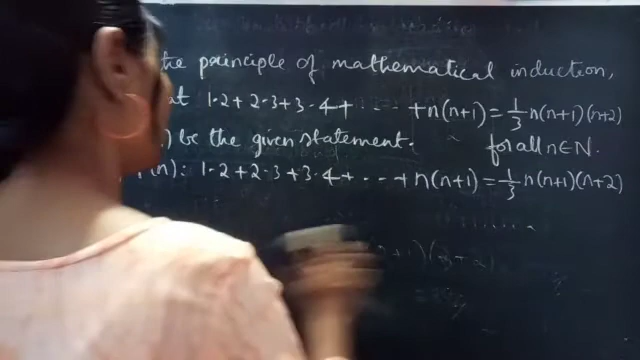 the principle of mathematical induction,
at 1·2+2·3+3·4+ ··· +n(n+1)=1/3 n(n+1)(n+2)
) be the given statement. for all n∈N.
(n): 1·2+2·3+3·4+ ··· +n(n+1)=1/3 n(n+1)(n+2)